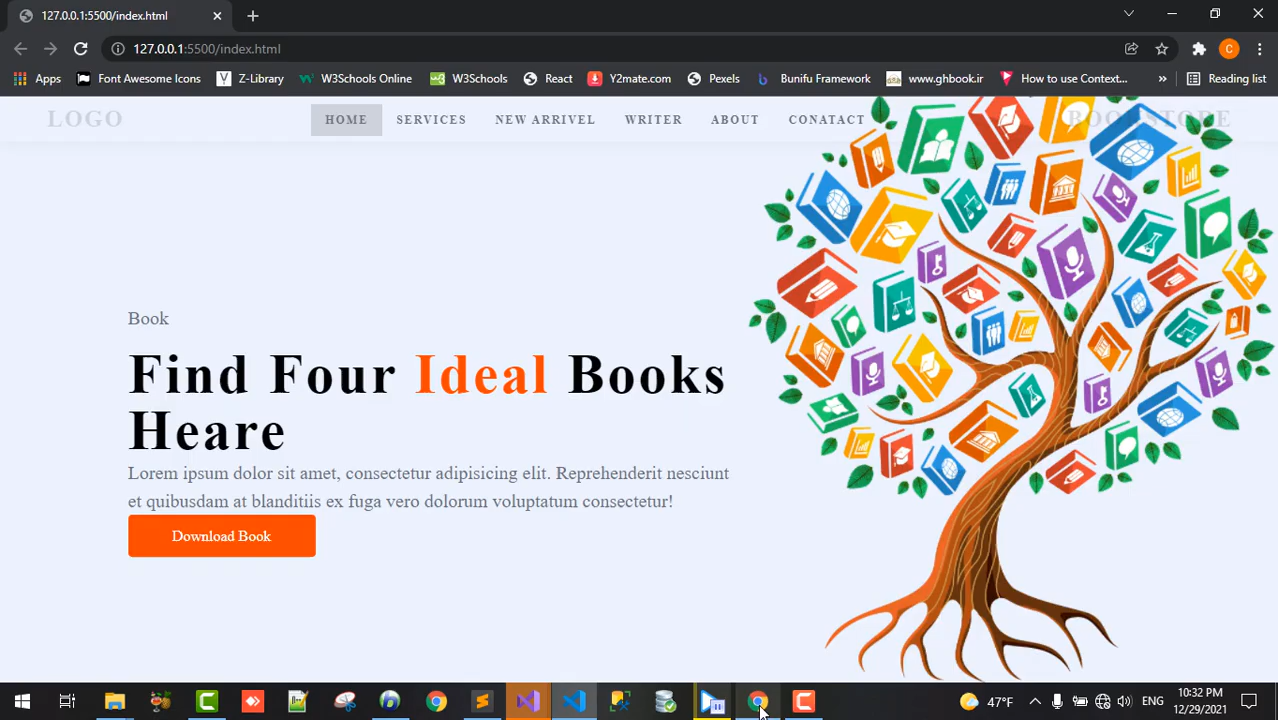 127.0.0.1:5500/index.html
127.0.0.1:5500/index.html
C
Apps Font Awesome Icons Z-Library W3Schools Online W3Schools React Y2mate.com Pexels Bunifu Framework www.ghbook.ir How to use Context... » Reading list
LOGO HOME SERVICES NEW ARRIVEL WRITER ABOUT CONATACT BOOKSTORE
Book
Find Four Ideal Books
Heare
Lorem ipsum dolor sit amet, consectetur adipisicing elit. Reprehenderit nesciunt
et quibusdam at blanditiis ex fuga vero dolorum voluptatum consectetur!
Download Book
47°F ENG 10:32 PM
12/29/2021